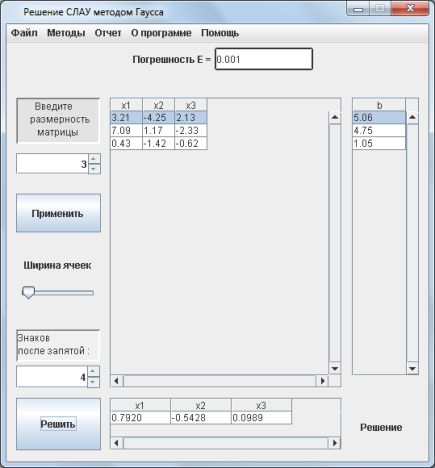 Решение СЛАУ методом Гаусса
Файл Методы Отчет О программе Помощь
Погрешность E = 0.001
Введите
размерность
матрицы
3
Применить
Ширина ячеек
Знаков
после запятой :
4
Решить
x1 x2 x3
3.21 -4.25 2.13
7.09 1.17 -2.33
0.43 -1.42 -0.62
b
5.06
4.75
1.05
x1 x2 x3
0.7920 -0.5428 0.0989
Решение